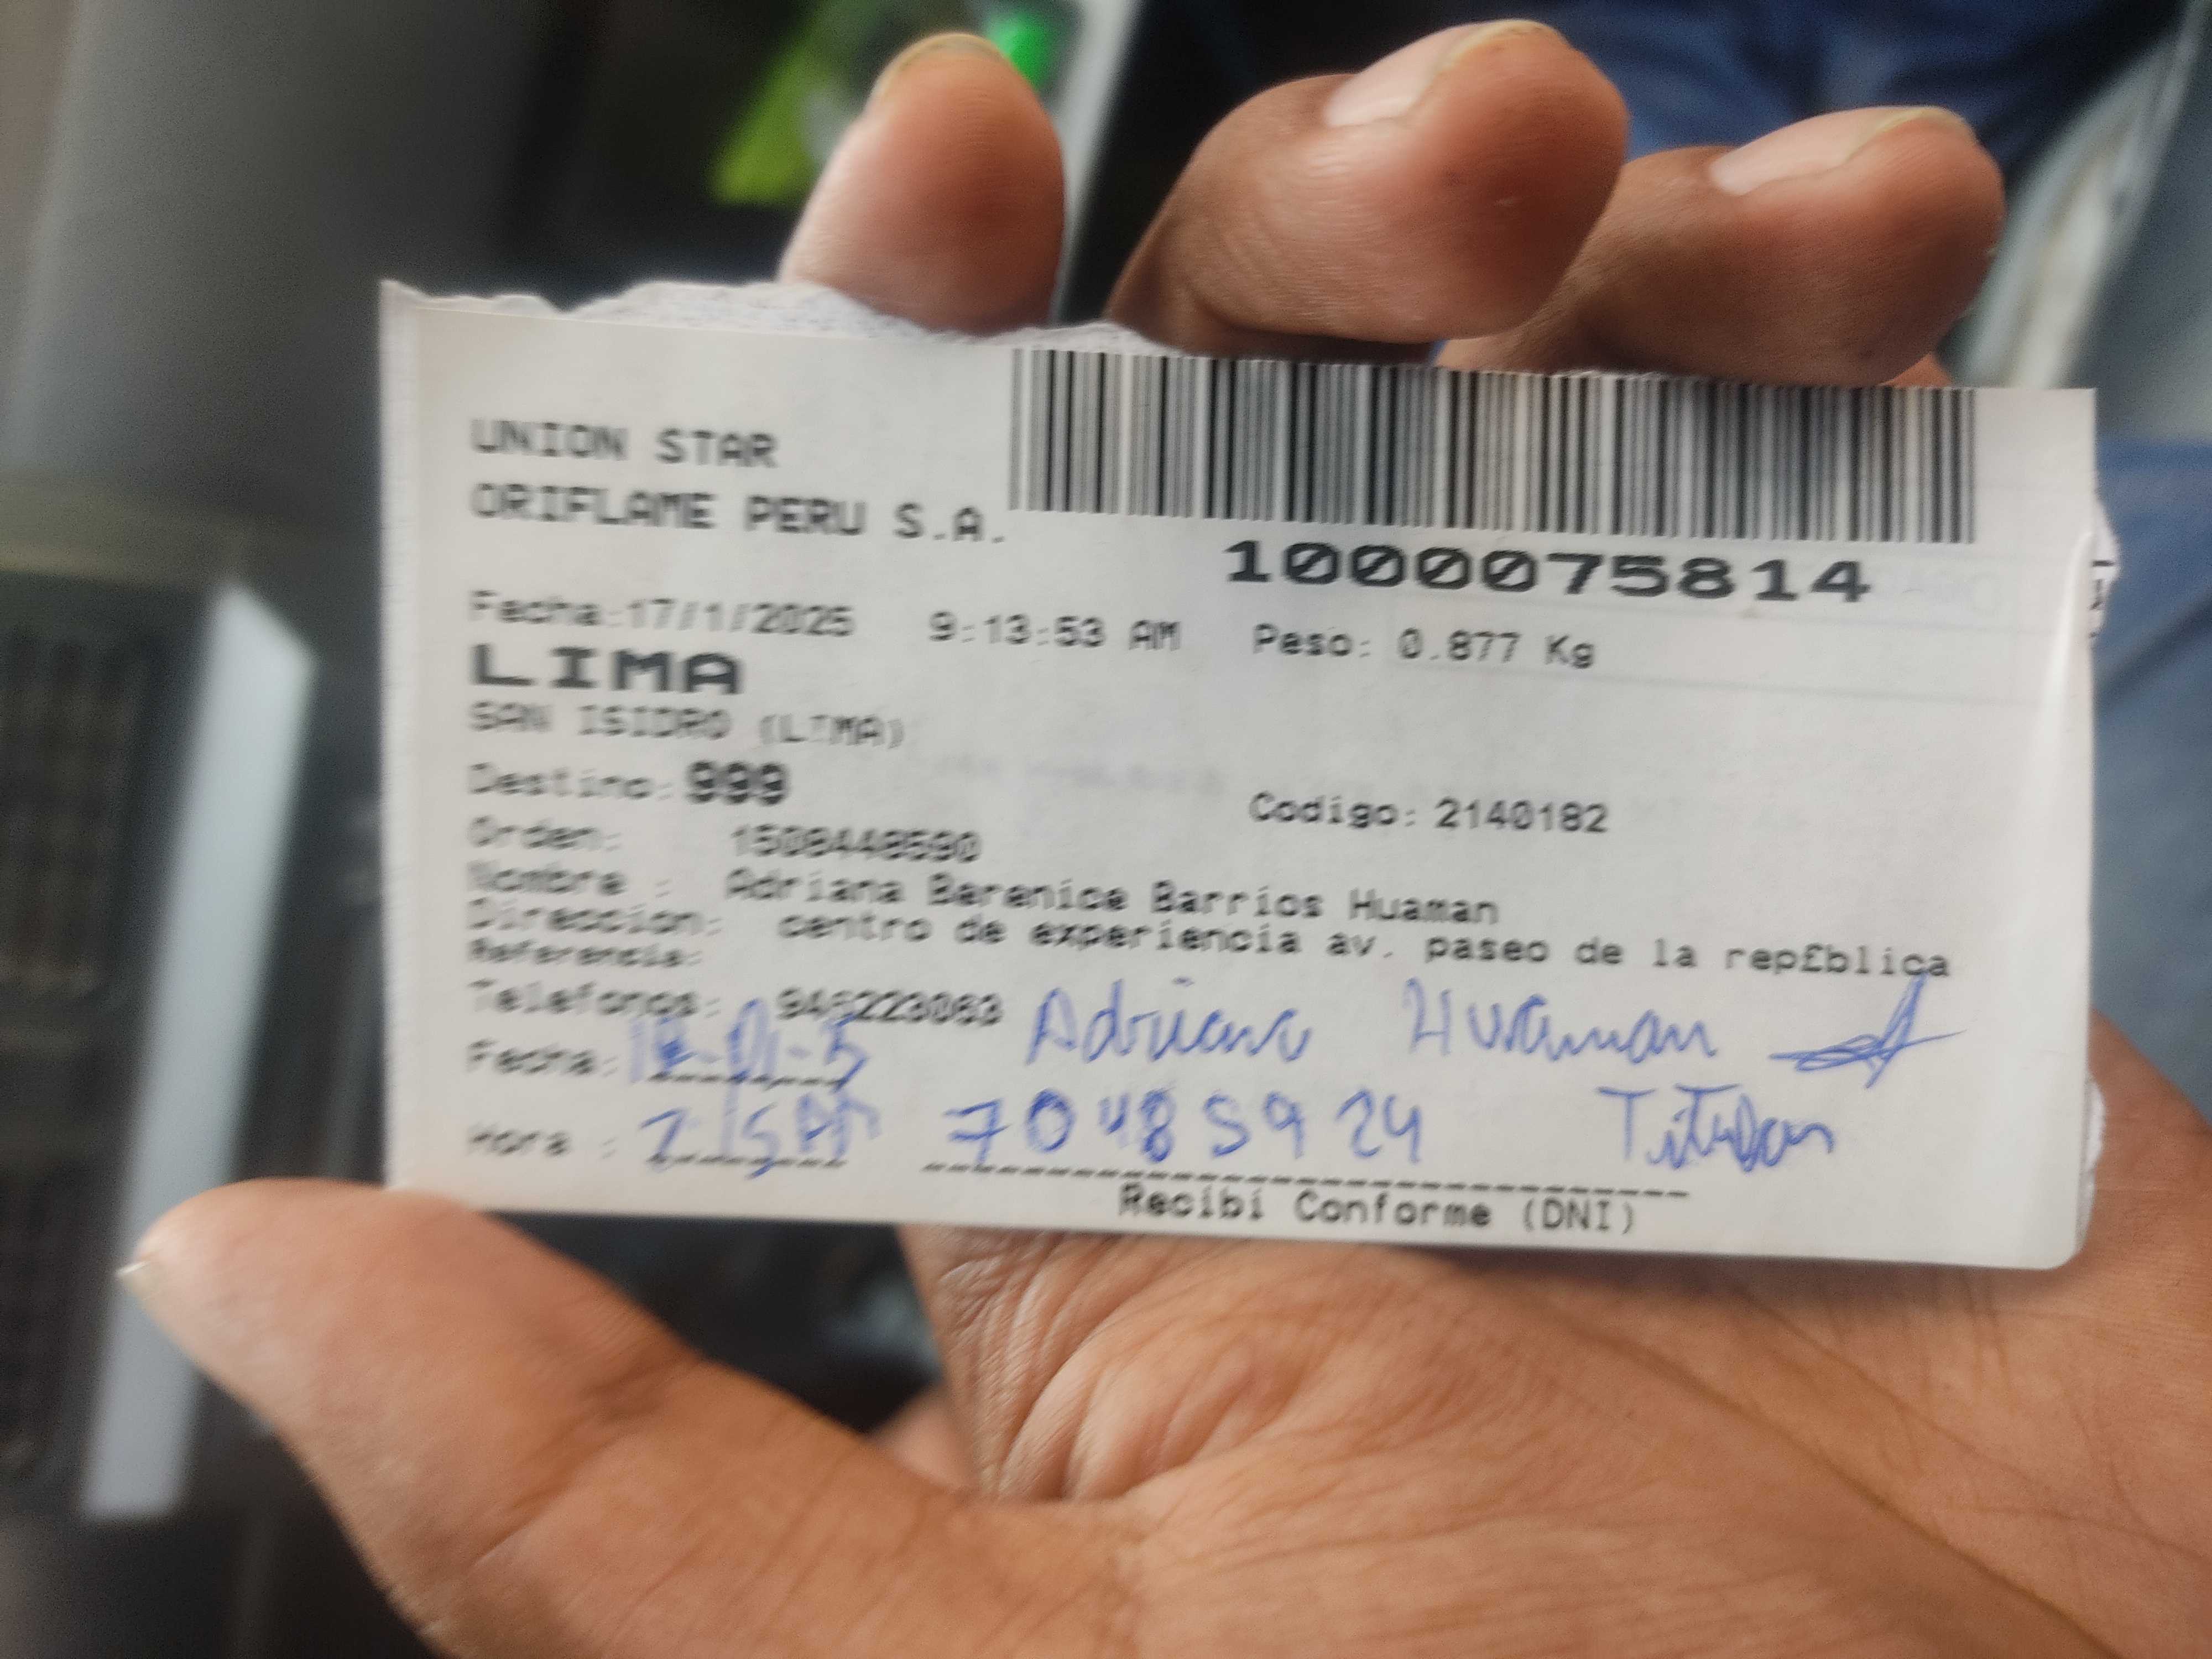 UNION STAR
ORIFLAME PERU S.A.
1000075814
Fecha:17/1/2025 9:13:53 AM Peso: 0.877 Kg
LIMA
SAN ISIDRO (LIMA)
Destino: 999 Codigo: 2140182
Orden: 1508448590
Nombre : Adriana Berenice Barrios Huaman
Direccion: centro de experiencia av. paseo de la rep£blica
Referencia:
Telefonos: 946223063 Adriana Huaman
Fecha:
Hora : 70485924 Titular
Recibi Conforme (DNI)